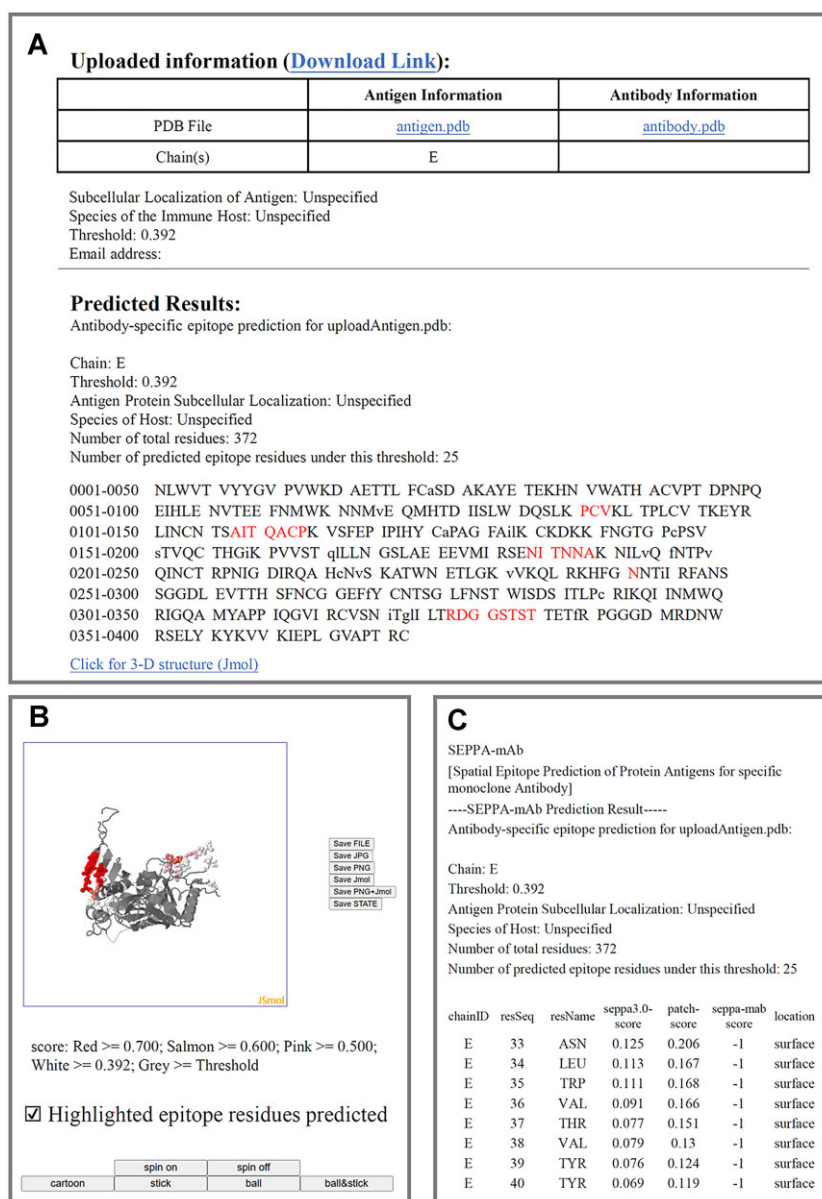 A
Uploaded information (Download Link):
Antigen Information Antibody Information
PDB File antigen.pdb antibody.pdb
Chain(s) E
Subcellular Localization of Antigen: Unspecified
Species of the Immune Host: Unspecified
Threshold: 0.392
Email address:
Predicted Results:
Antibody-specific epitope prediction for uploadAntigen.pdb:
Chain: E
Threshold: 0.392
Antigen Protein Subcellular Localization: Unspecified
Species of Host: Unspecified
Number of total residues: 372
Number of predicted epitope residues under this threshold: 25
0001-0050 NLWVT VYYGV PVWKD AETTL FCaSD AKAYE TEKHN VWATH ACVPT DPNPQ
0051-0100 EIHLE NVTEE FNMWK NNMvE QMHTD IISLW DQSLK PCVKL TPLCV TKEYR
0101-0150 LINCN TSAIT QACPK VSFEP IPIHY CaPAG FAilK CKDKK FNGTG PcPSV
0151-0200 sTVQC THGiK PVVST qlLLN GSLAE EEVMI RSENI TNNAK NILvQ fNTPv
0201-0250 QINCT RPNIG DIRQA HcNvS KATWN ETLGK vVKQL RKHFG NNTiI RFANS
0251-0300 SGGDL EVTTH SFNCG GEFfY CNTSG LFNST WISDS ITLPc RIKQI INMWQ
0301-0350 RIGQA MYAPP IQGVI RCVSN iTglI LTRDG GSTST TETfR PGGGD MRDNW
0351-0400 RSELY KYKVV KIEPL GVAPT RC
Click for 3-D structure (Jmol)
B
Save FILE
Save JPG
Save PNG
Save Jmol
Save PNG+Jmol
Save STATE
JSmol
score: Red >= 0.700; Salmon >= 0.600; Pink >= 0.500;
White >= 0.392; Grey >= Threshold
☑ Highlighted epitope residues predicted
spin on spin off
cartoon stick ball ball&stick
C
SEPPA-mAb
[Spatial Epitope Prediction of Protein Antigens for specific
monoclone Antibody]
----SEPPA-mAb Prediction Result-----
Antibody-specific epitope prediction for uploadAntigen.pdb:
Chain: E
Threshold: 0.392
Antigen Protein Subcellular Localization: Unspecified
Species of Host: Unspecified
Number of total residues: 372
Number of predicted epitope residues under this threshold: 25
chainID resSeq resName seppa3.0-score patch-score seppa-mab score location
E 33 ASN 0.125 0.206 -1 surface
E 34 LEU 0.113 0.167 -1 surface
E 35 TRP 0.111 0.168 -1 surface
E 36 VAL 0.091 0.166 -1 surface
E 37 THR 0.077 0.151 -1 surface
E 38 VAL 0.079 0.13 -1 surface
E 39 TYR 0.076 0.124 -1 surface
E 40 TYR 0.069 0.119 -1 surface